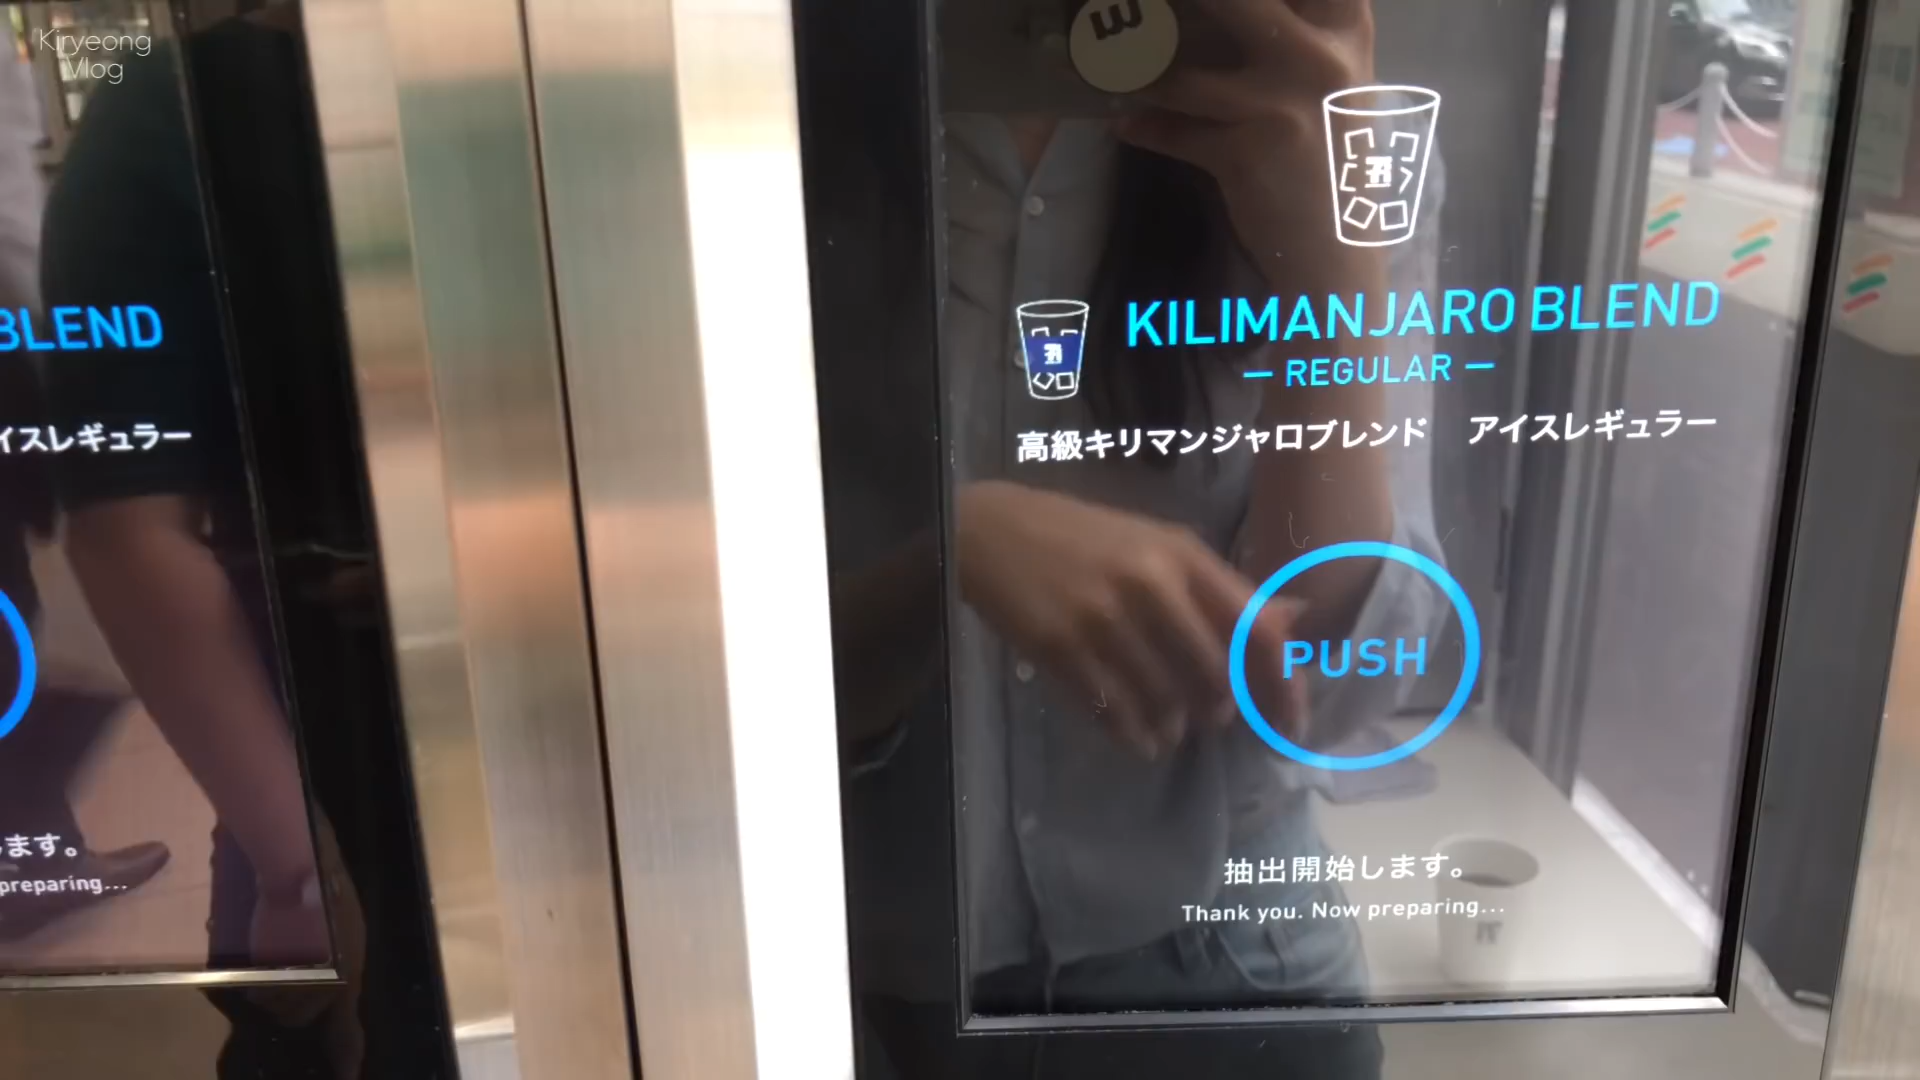 Kiryeong
Vlog
BLEND
イスレギュラー
します。
preparing...
KILIMANJARO BLEND
— REGULAR —
高級キリマンジャロブレンド アイスレギュラー
PUSH
抽出開始します。
Thank you. Now preparing...